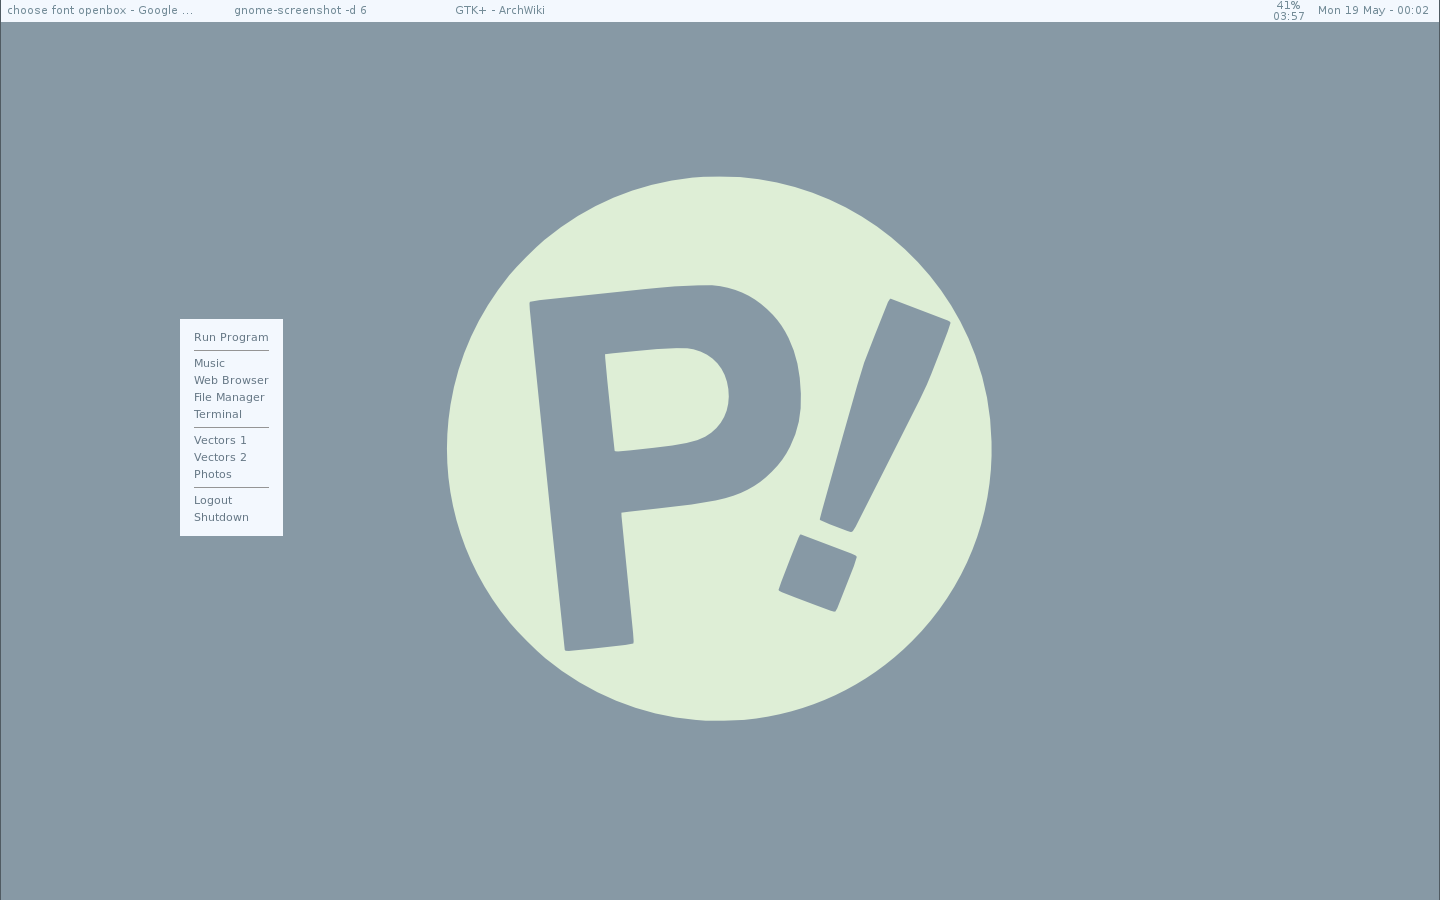 choose font openbox - Google ...
gnome-screenshot -d 6
GTK+ - ArchWiki
41%
03:57
Mon 19 May - 00:02
P!
Run Program
Music
Web Browser
File Manager
Terminal
Vectors 1
Vectors 2
Photos
Logout
Shutdown